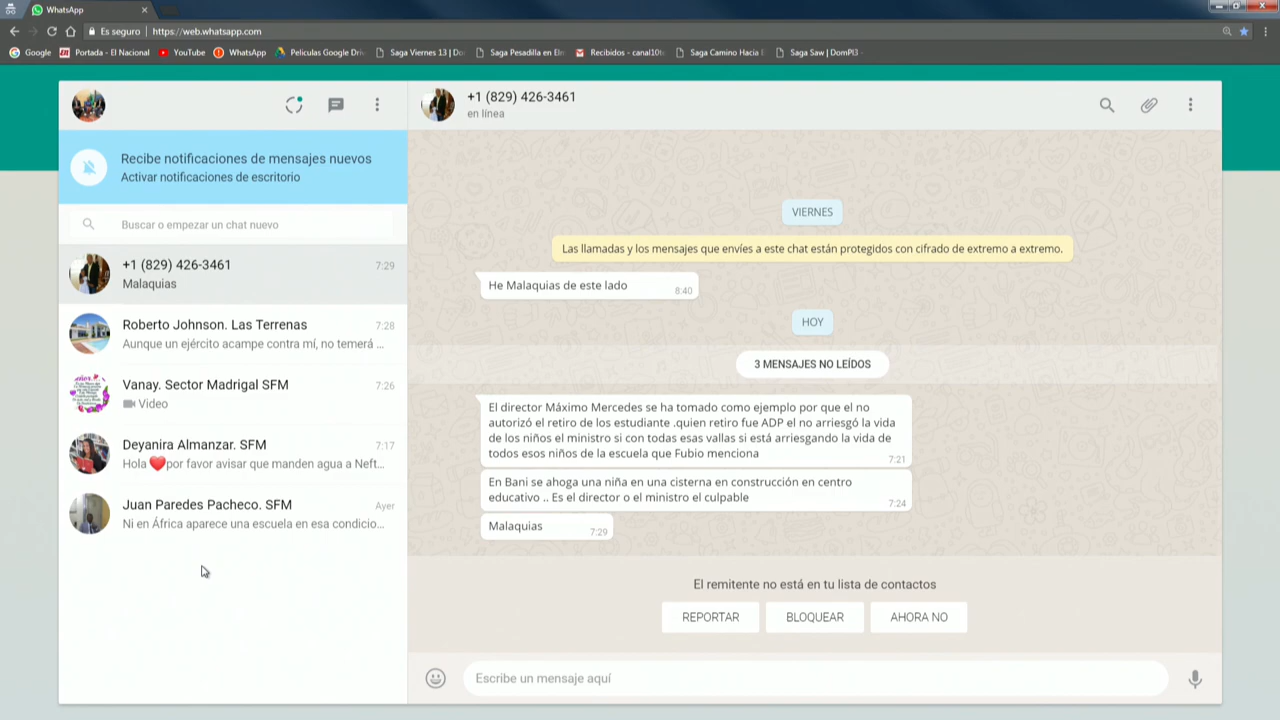 WhatsApp
Es seguro | https://web.whatsapp.com
Google
Portada - El Nacional
YouTube
WhatsApp
Peliculas Google Driv
Saga Viernes 13 | Do
Saga Pesadilla en Elm
Recibidos - canal10te
Saga Camino Hacia E
Saga Saw | DomPl3 -
Recibe notificaciones de mensajes nuevos
Activar notificaciones de escritorio
Buscar o empezar un chat nuevo
+1 (829) 426-3461 7:29
Malaquias
Roberto Johnson. Las Terrenas 7:28
Aunque un ejército acampe contra mí, no temerá ...
Vanay. Sector Madrigal SFM 7:26
Video
Deyanira Almanzar. SFM 7:17
Hola ❤️por favor avisar que manden agua a Neft...
Juan Paredes Pacheco. SFM Ayer
Ni en África aparece una escuela en esa condicio...
+1 (829) 426-3461
en línea
VIERNES
Las llamadas y los mensajes que envíes a este chat están protegidos con cifrado de extremo a extremo.
He Malaquias de este lado 8:40
HOY
3 MENSAJES NO LEÍDOS
El director Máximo Mercedes se ha tomado como ejemplo por que el no
autorizó el retiro de los estudiante .quien retiro fue ADP el no arriesgó la vida
de los niños el ministro si con todas esas vallas si está arriesgando la vida de
todos esos niños de la escuela que Fubio menciona 7:21
En Bani se ahoga una niña en una cisterna en construcción en centro
educativo .. Es el director o el ministro el culpable 7:24
Malaquias 7:29
El remitente no está en tu lista de contactos
REPORTAR
BLOQUEAR
AHORA NO
Escribe un mensaje aquí